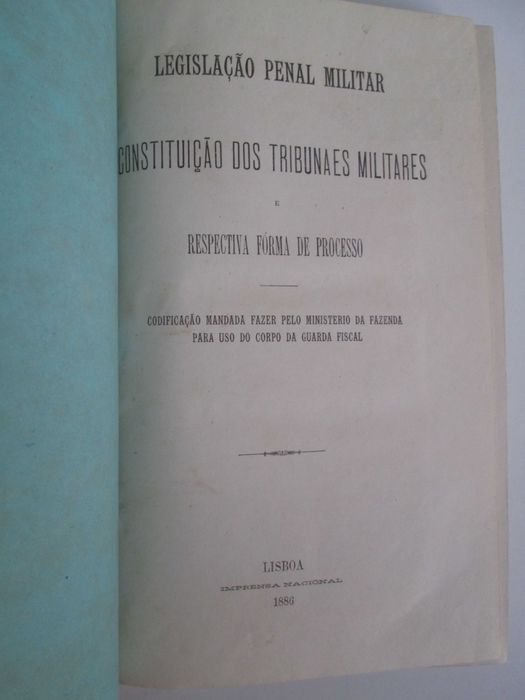 LEGISLAÇÃO PENAL MILITAR
CONSTITUIÇÃO DOS TRIBUNAES MILITARES
E
RESPECTIVA FÓRMA DE PROCESSO
CODIFICAÇÃO MANDADA FAZER PELO MINISTERIO DA FAZENDA
PARA USO DO CORPO DA GUARDA FISCAL
LISBOA
IMPRENSA NACIONAL
1886